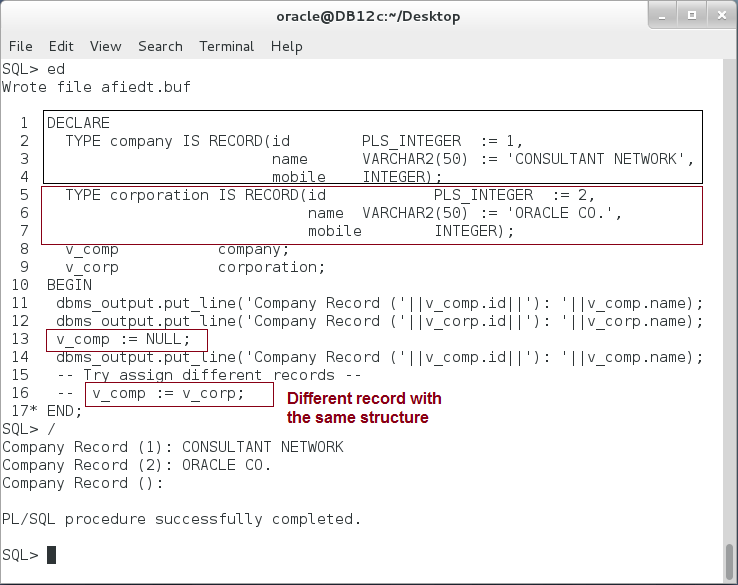 oracle@DB12c:~/Desktop
File Edit View Search Terminal Help
SQL> ed
Wrote file afiedt.buf
1 DECLARE
2 TYPE company IS RECORD(id PLS_INTEGER := 1,
3 name VARCHAR2(50) := 'CONSULTANT NETWORK',
4 mobile INTEGER);
5 TYPE corporation IS RECORD(id PLS_INTEGER := 2,
6 name VARCHAR2(50) := 'ORACLE CO.',
7 mobile INTEGER);
8 v_comp company;
9 v_corp corporation;
10 BEGIN
11 dbms_output.put_line('Company Record ('||v_comp.id||'): '||v_comp.name);
12 dbms_output.put_line('Company Record ('||v_corp.id||'): '||v_corp.name);
13 v_comp := NULL;
14 dbms_output.put_line('Company Record ('||v_comp.id||'): '||v_comp.name);
15 -- Try assign different records --
16 -- v_comp := v_corp;
Different record with
the same structure
17* END;
SQL> /
Company Record (1): CONSULTANT NETWORK
Company Record (2): ORACLE CO.
Company Record ():
PL/SQL procedure successfully completed.
SQL>